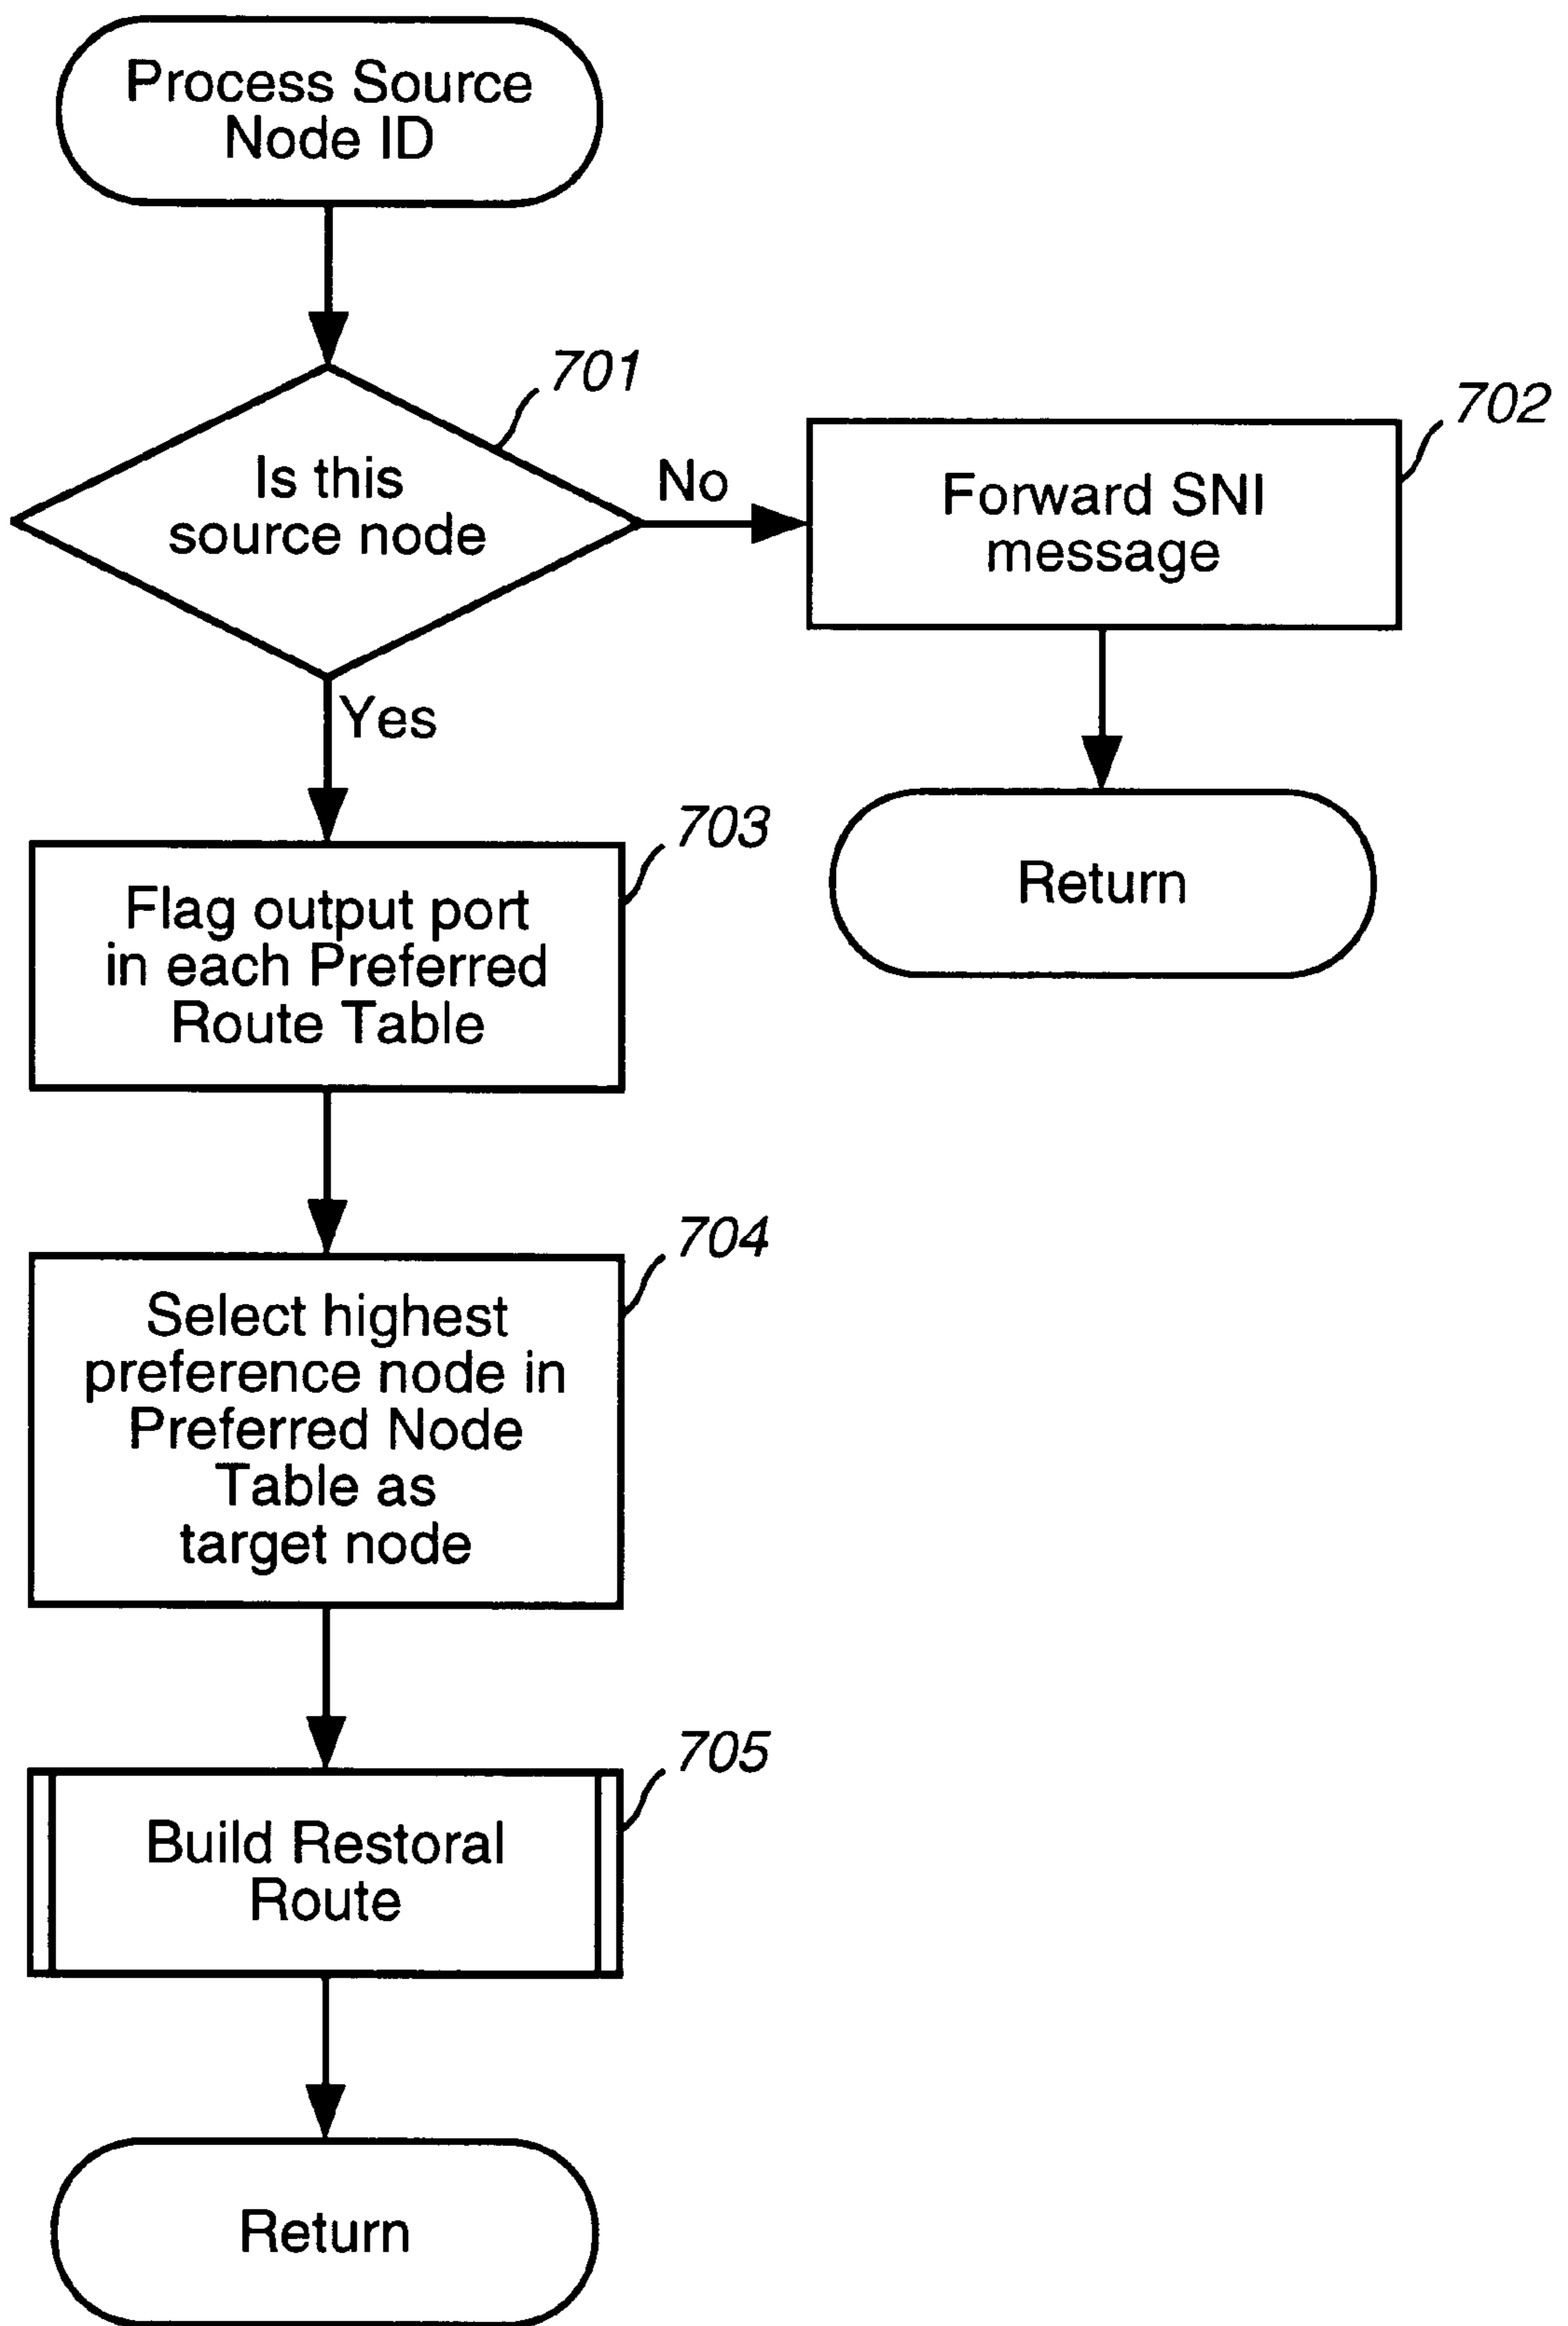 Process Source
Node ID
701
Is this
source node
No
702
Forward SNI
message
Yes
Return
703
Flag output port
in each Preferred
Route Table
704
Select highest
preference node in
Preferred Node
Table as
target node
705
Build Restoral
Route
Return